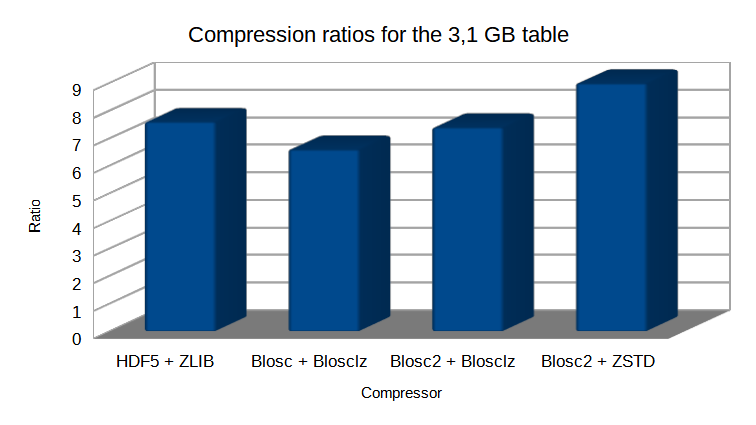 Compression ratios for the 3,1 GB table
9
8
7
6
5
4
3
2
1
0
Ratio
HDF5 + ZLIB
Blosc + Blosclz
Blosc2 + Blosclz
Blosc2 + ZSTD
Compressor